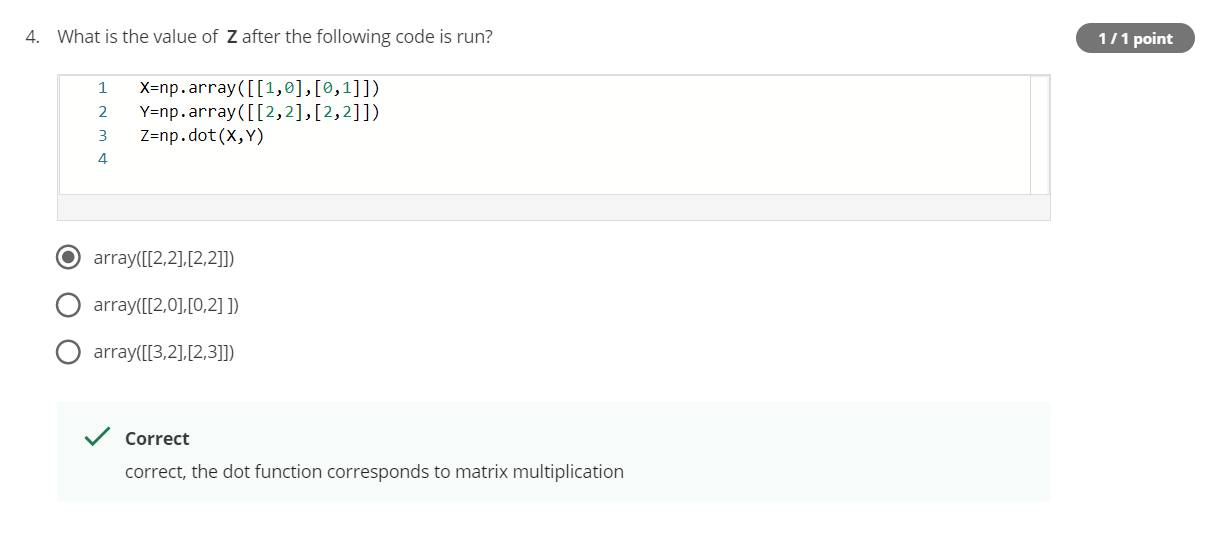 4. What is the value of Z after the following code is run?
1 / 1 point
1 X=np.array([[1,0],[0,1]])
2 Y=np.array([[2,2],[2,2]])
3 Z=np.dot(X,Y)
4
array([[2,2],[2,2]])
array([[2,0],[0,2] ])
array([[3,2],[2,3]])
Correct
correct, the dot function corresponds to matrix multiplication